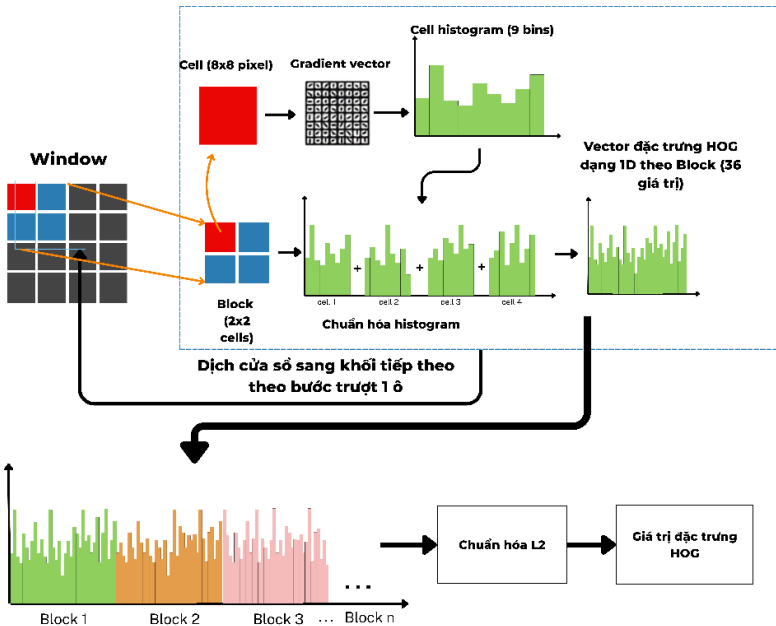 Cell histogram (9 bins)
Cell (8x8 pixel)
Gradient vector
Vector đặc trưng HOG
dạng 1D theo Block (36
giá trị)
Window
cell 1
+
cell 2
+
cell 3
+
cell 4
Block
(2x2
cells)
Chuẩn hóa histogram
Dịch cửa sổ sang khối tiếp theo
theo bước trượt 1 ô
Block 1
Block 2
Block 3
...
...
Block n
Chuẩn hóa L2
Giá trị đặc trưng
HOG